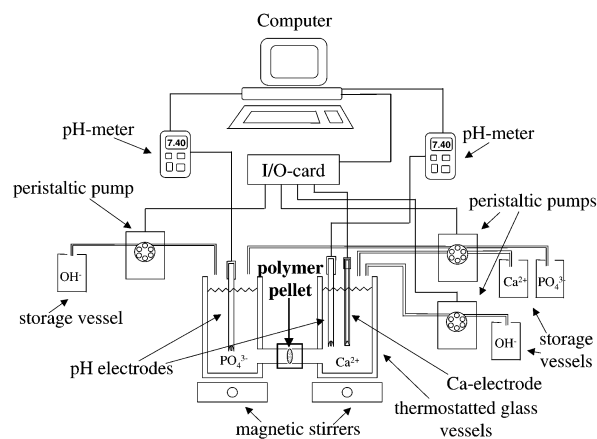 Computer
pH-meter
7.40
7.40
pH-meter
I/O-card
peristaltic pump
peristaltic pumps
OH-
polymer
pellet
Ca2+
PO43-
storage vessel
OH-
storage
vessels
pH electrodes
PO43-
Ca2+
Ca-electrode
thermostatted glass
vessels
magnetic stirrers